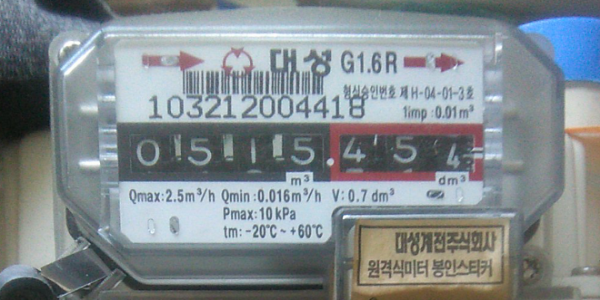 대성 G1.6R
형식승인번호 제 H-04-01-3호
103212004418
1imp : 0.01m³
0515.454
m³ dm³
Qmax: 2.5m³/h Qmin: 0.016m³/h V: 0.7 dm³
Pmax: 10 kPa
tm: -20°C ~ +60°C
대성계전주식회사
원격식미터 봉인스티커